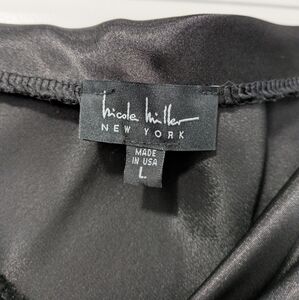 nicole miller
NEW YORK
MADE
IN USA
L